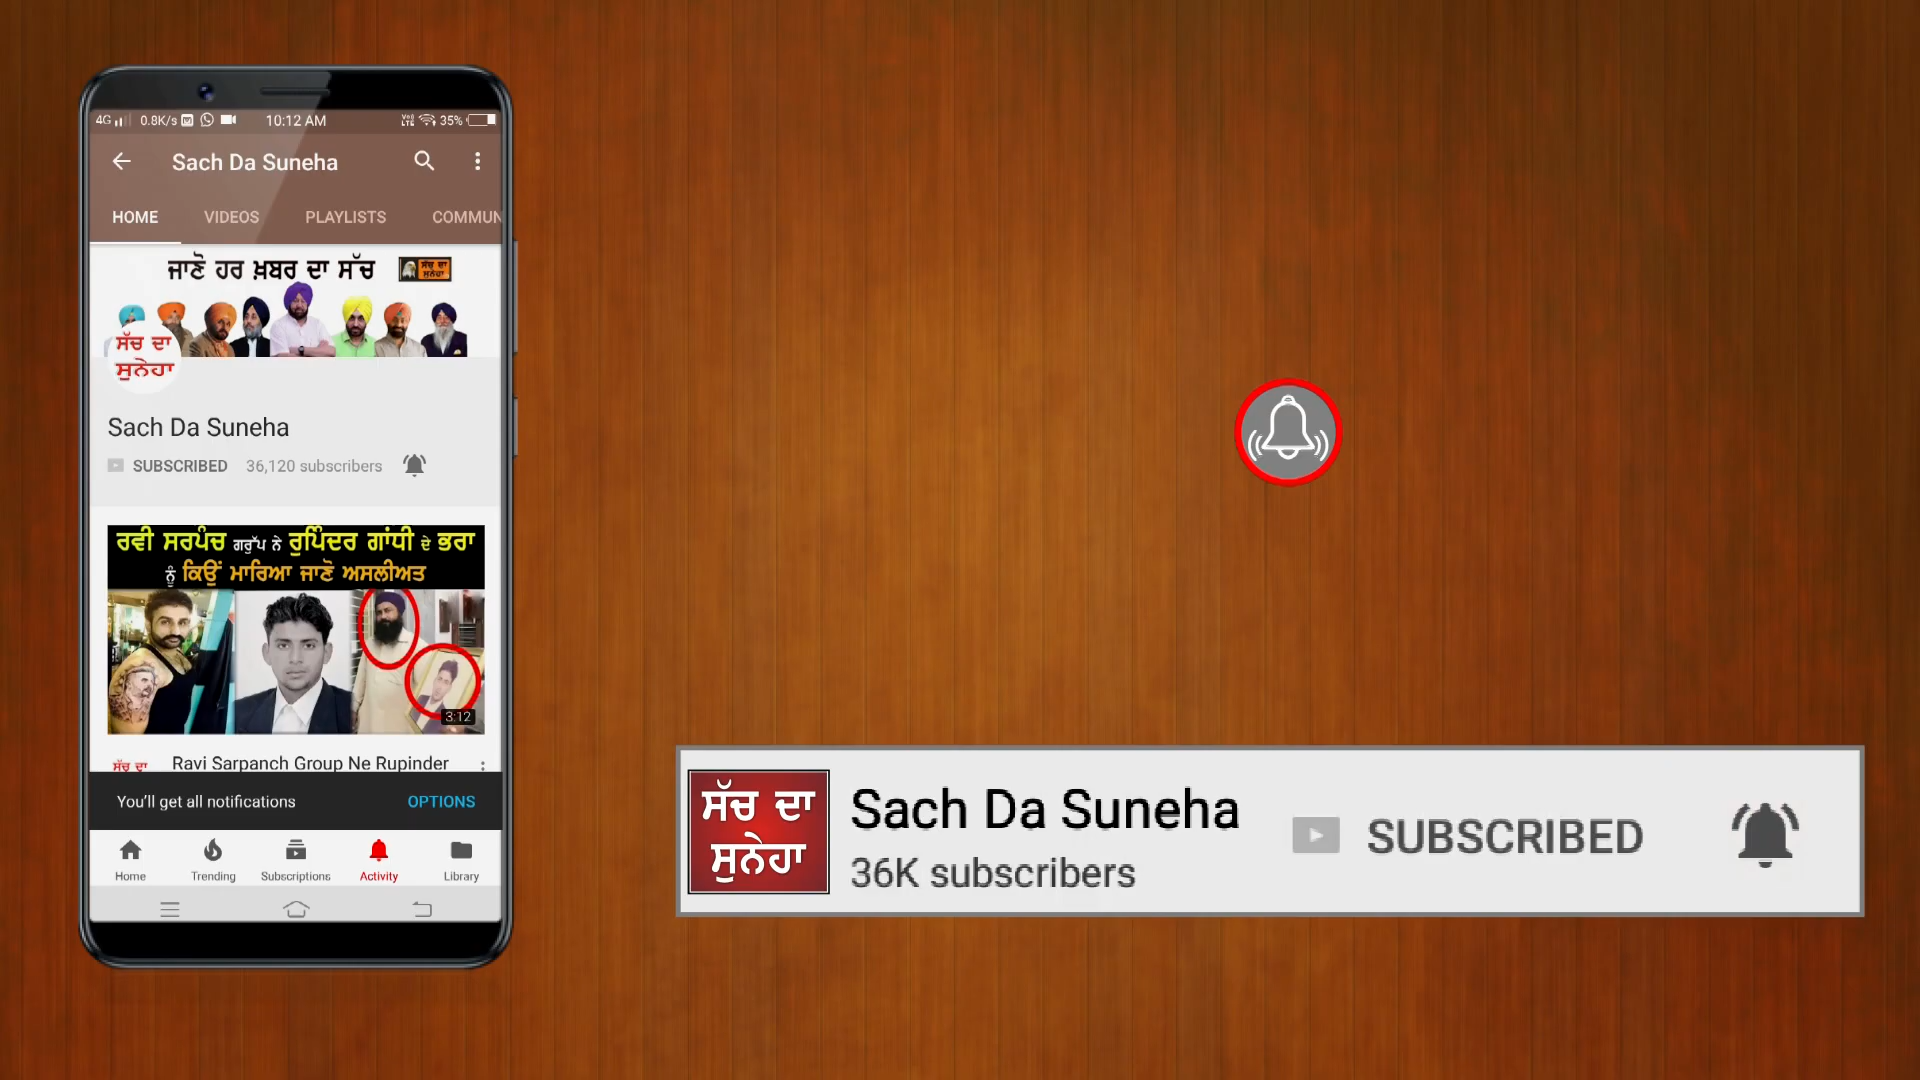 4G 0.8K/s 10:12 AM VoLTE 35%
Sach Da Suneha
HOME VIDEOS PLAYLISTS COMMUN
ਜਾਣੋ ਹਰ ਖ਼ਬਰ ਦਾ ਸੱਚ
ਸੱਚ ਦਾ
ਸੁਨੇਹਾ
ਸੱਚ ਦਾ
ਸੁਨੇਹਾ
Sach Da Suneha
SUBSCRIBED 36,120 subscribers
ਰਵੀ ਸਰਪੰਚ ਗਰੁੱਪ ਨੇ ਰੁਪਿੰਦਰ ਗਾਂਧੀ ਦੇ ਭਰਾ
ਨੂੰ ਕਿਉਂ ਮਾਰਿਆ ਜਾਣੋ ਅਸਲੀਅਤ
3:12
ਸੱਚ ਦਾ
Ravi Sarpanch Group Ne Rupinder
You'll get all notifications OPTIONS
Home Trending Subscriptions Activity Library
ਸੱਚ ਦਾ
ਸੁਨੇਹਾ
Sach Da Suneha
36K subscribers
SUBSCRIBED